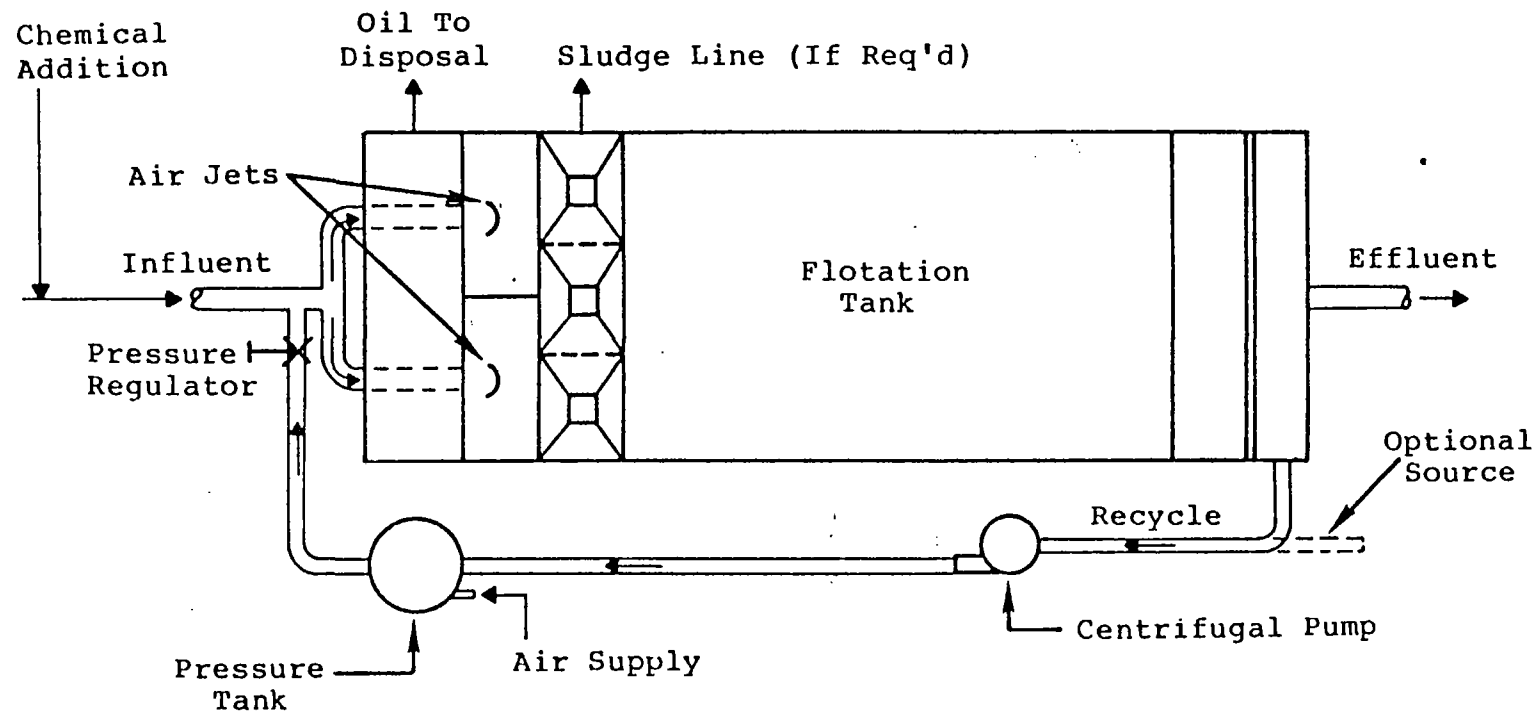 Chemical
Addition
Oil To
Disposal
Sludge Line (If Req'd)
Air Jets
Influent
Flotation
Tank
Effluent
Pressure
Regulator
Optional
Source
Recycle
Centrifugal Pump
Air Supply
Pressure
Tank